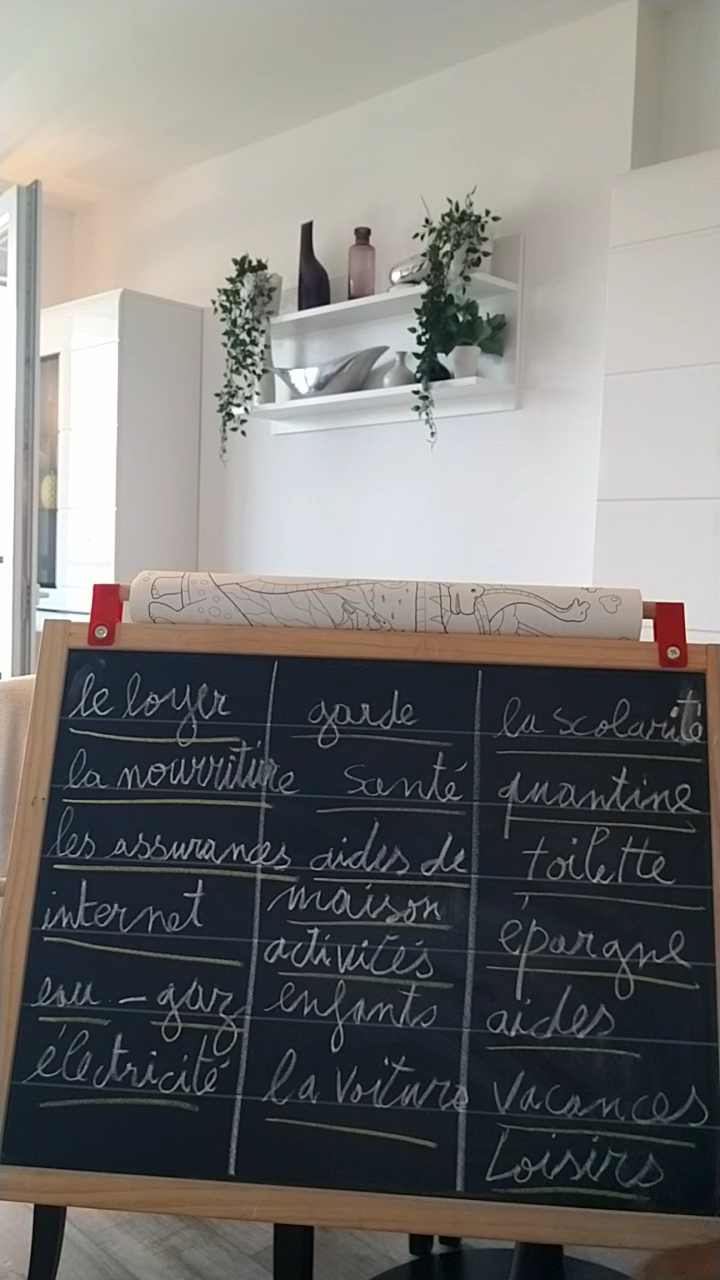 le loyer
la nourriture
les assurances
internet
eau - gaz
électricité
garde
santé
aides de
maison
activités
enfants
la voiture
la scolarité
quantine
toilette
épargne
aides
vacances
Loisirs